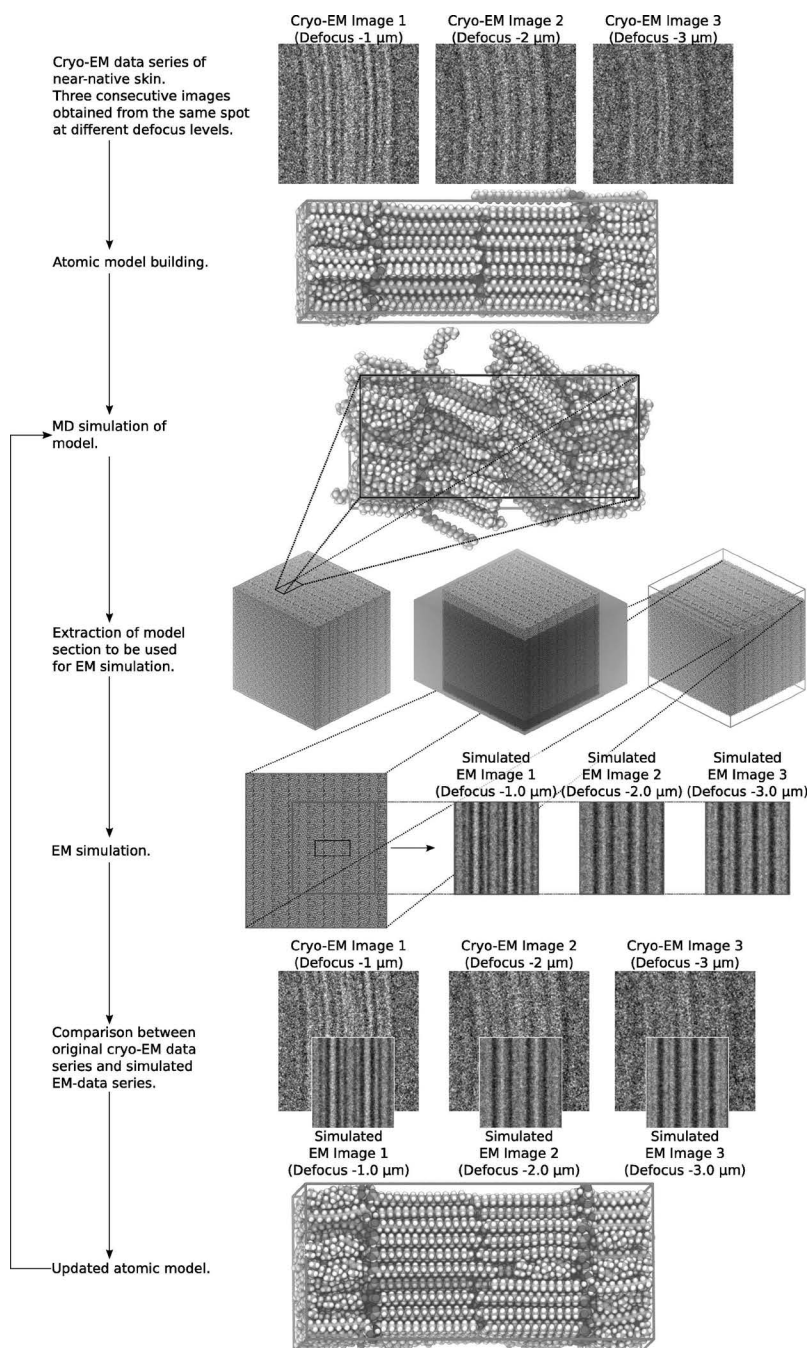 Cryo-EM Image 1
(Defocus -1 µm)
Cryo-EM Image 2
(Defocus -2 µm)
Cryo-EM Image 3
(Defocus -3 µm)
Cryo-EM data series of
near-native skin.
Three consecutive images
obtained from the same spot
at different defocus levels.
Atomic model building.
MD simulation of
model.
Extraction of model
section to be used
for EM simulation.
Simulated
EM Image 1
(Defocus -1.0 µm)
Simulated
EM Image 2
(Defocus -2.0 µm)
Simulated
EM Image 3
(Defocus -3.0 µm)
EM simulation.
Cryo-EM Image 1
(Defocus -1 µm)
Cryo-EM Image 2
(Defocus -2 µm)
Cryo-EM Image 3
(Defocus -3 µm)
Comparison between
original cryo-EM data
series and simulated
EM-data series.
Simulated
EM Image 1
(Defocus -1.0 µm)
Simulated
EM Image 2
(Defocus -2.0 µm)
Simulated
EM Image 3
(Defocus -3.0 µm)
Updated atomic model.